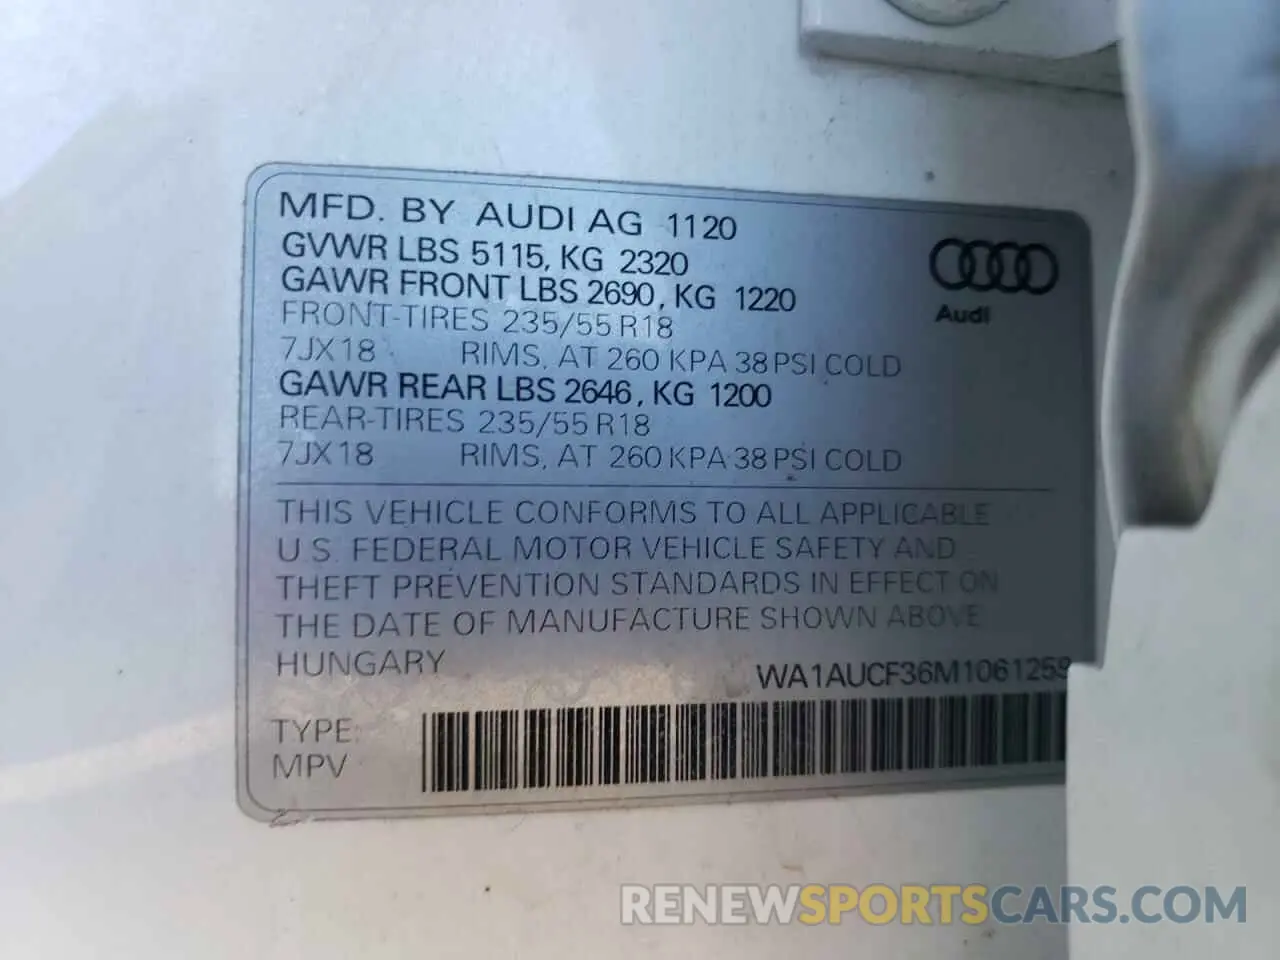 MFD. BY AUDI AG 1120
GVWR LBS 5115, KG 2320
GAWR FRONT LBS 2690, KG 1220
FRONT-TIRES 235/55 R18
7JX18 RIMS, AT 260 KPA 38 PSI COLD
GAWR REAR LBS 2646, KG 1200
REAR-TIRES 235/55 R18
7JX18 RIMS, AT 260 KPA 38 PSI COLD
Audi
THIS VEHICLE CONFORMS TO ALL APPLICABLE
U.S. FEDERAL MOTOR VEHICLE SAFETY AND
THEFT PREVENTION STANDARDS IN EFFECT ON
THE DATE OF MANUFACTURE SHOWN ABOVE
HUNGARY WA1AUCF36M1061259
TYPE:
MPV
RENEWSPORTSCARS.COM